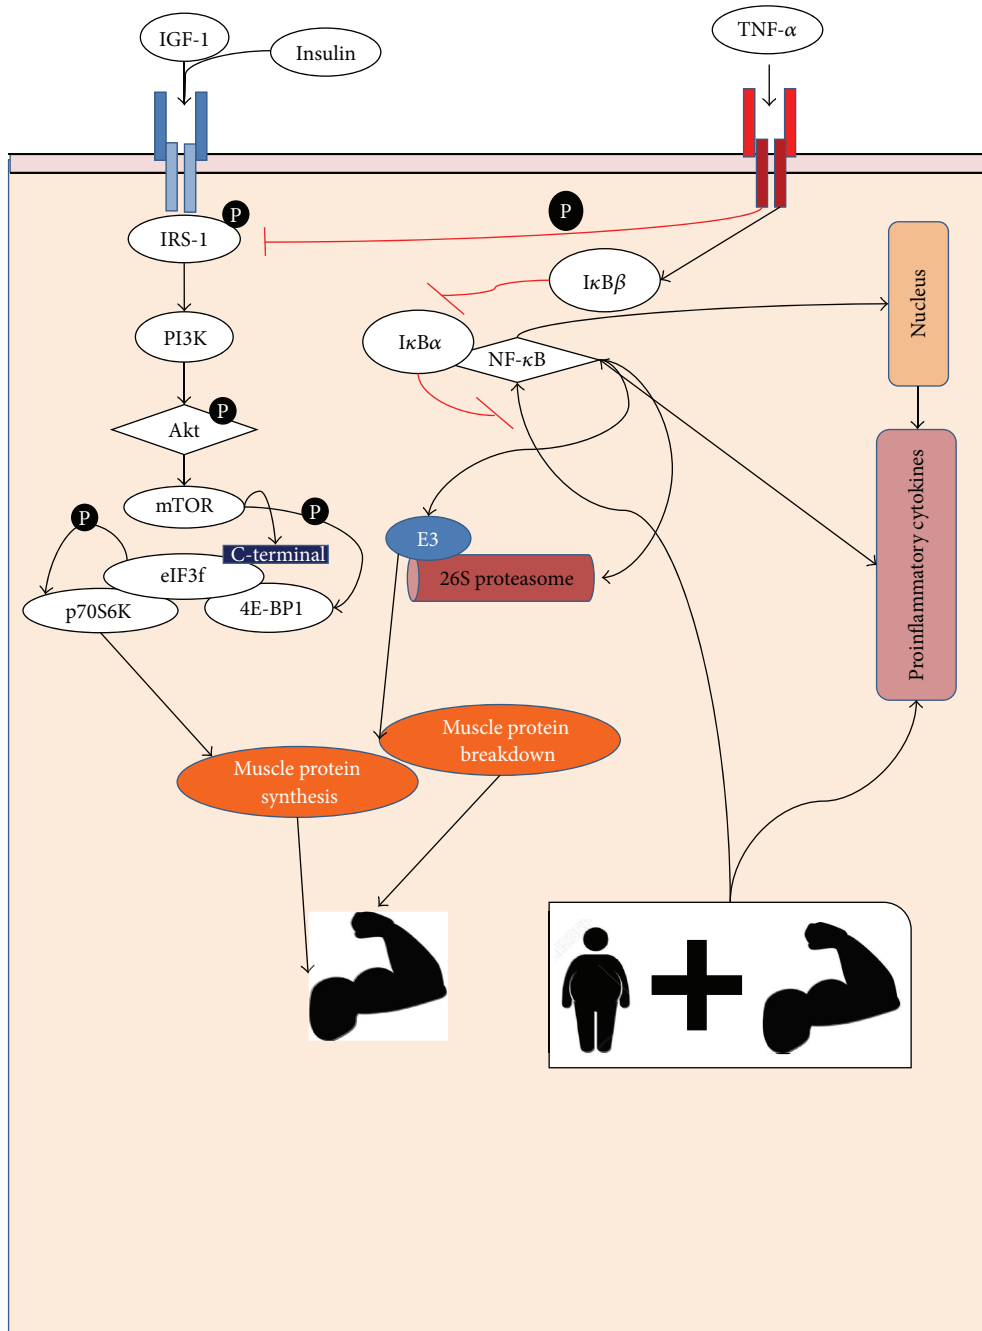 IGF-1
Insulin
TNF-α
P
P
IRS-1
IκBβ
Nucleus
PI3K
IκBα
NF-κB
P
Akt
mTOR
P
P
E3
C-terminal
eIF3f
26S proteasome
p70S6K
4E-BP1
Proinflammatory cytokines
Muscle protein
breakdown
Muscle protein
synthesis